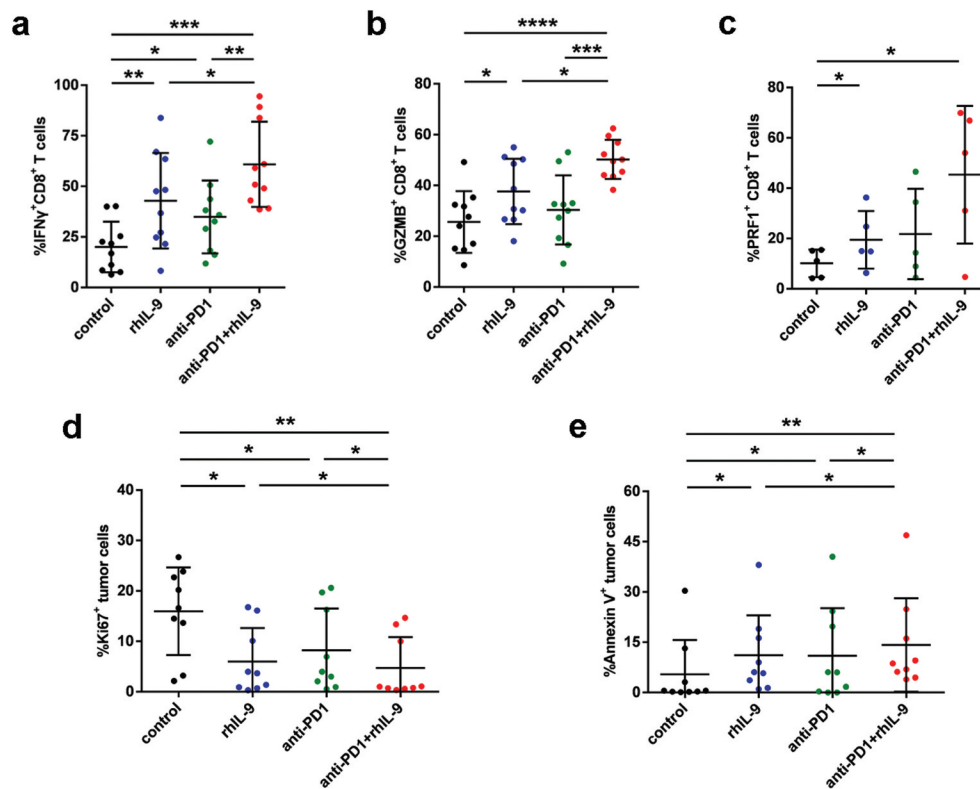 a
***
*
**
**
*
%IFNγ⁺CD8⁺ T cells
100
75
50
25
0
control
rhIL-9
anti-PD1
anti-PD1+rhIL-9
b
****
***
*
*
%GZMB⁺ CD8⁺ T cells
80
60
40
20
0
control
rhIL-9
anti-PD1
anti-PD1+rhIL-9
c
*
*
%PRF1⁺ CD8⁺ T cells
80
60
40
20
0
control
rhIL-9
anti-PD1
anti-PD1+rhIL-9
d
**
*
*
*
*
%Ki67⁺ tumor cells
40
30
20
10
0
control
rhIL-9
anti-PD1
anti-PD1+rhIL-9
e
**
*
*
*
*
%Annexin V⁺ tumor cells
60
45
30
15
0
control
rhIL-9
anti-PD1
anti-PD1+rhIL-9